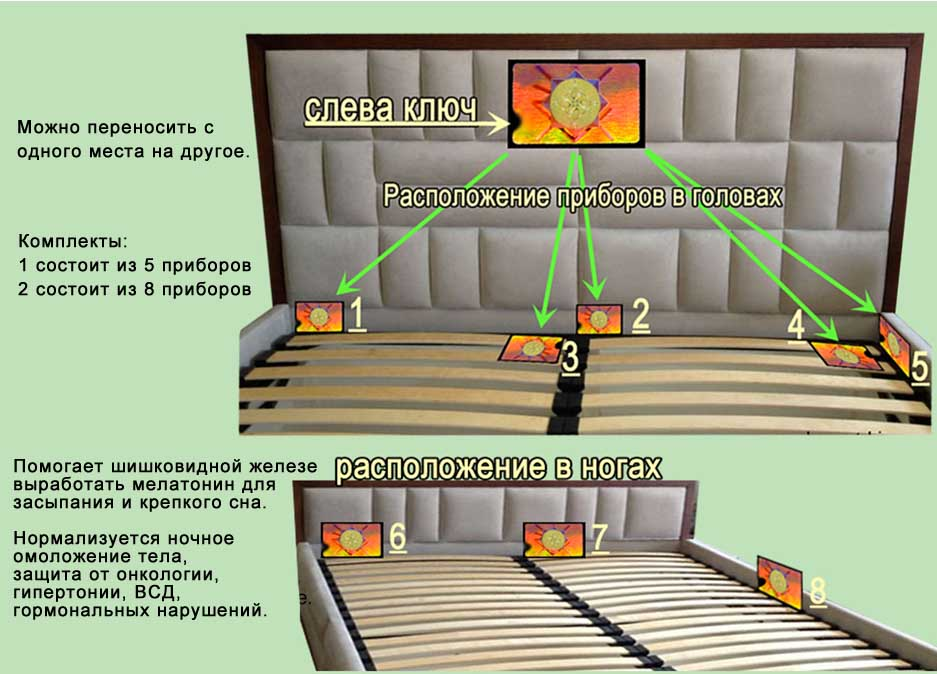 слева ключ
Можно переносить с
одного места на другое.
Расположение приборов в головах
Комплекты:
1 состоит из 5 приборов
2 состоит из 8 приборов
1
2
3
4
5
Помогает шишковидной железе
выработать мелатонин для
засыпания и крепкого сна.
Нормализуется ночное
омоложение тела,
защита от онкологии,
гипертонии, ВСД,
гормональных нарушений.
расположение в ногах
6
7
8